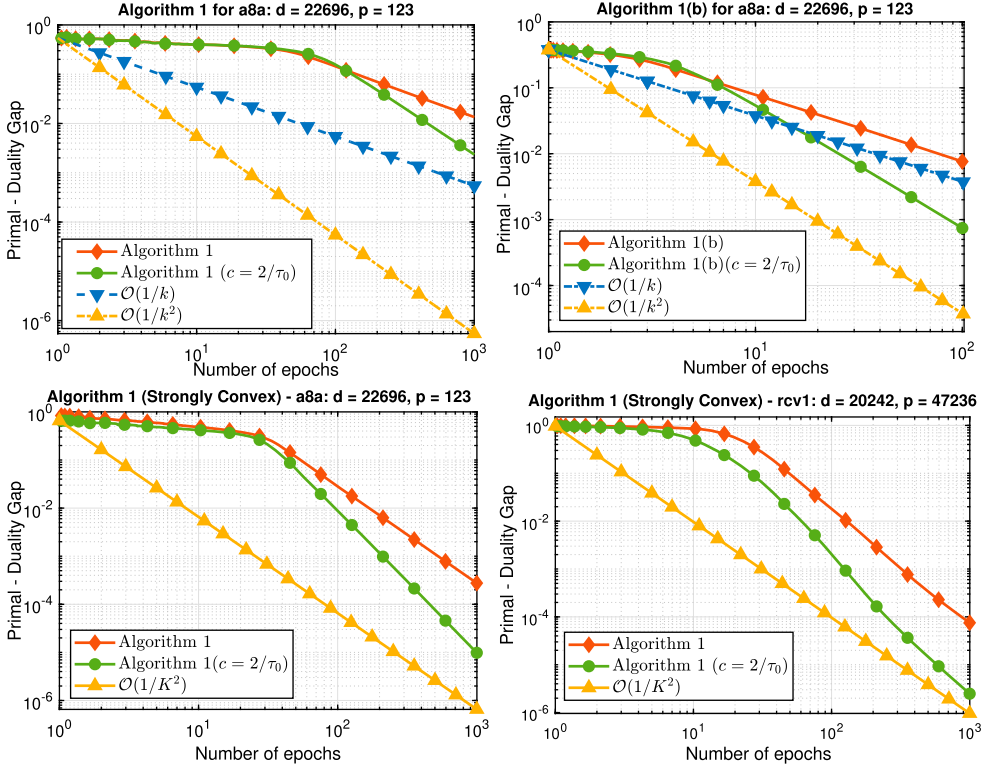 Algorithm 1 for a8a: d = 22696, p = 123
Primal - Duality Gap
10^0
10^-2
10^-4
10^-6
Algorithm 1
Algorithm 1 (c = 2/τ₀)
𝒪(1/k)
𝒪(1/k²)
10^0 10^1 10^2 10^3
Number of epochs
Algorithm 1(b) for a8a: d = 22696, p = 123
Primal - Duality Gap
10^0
10^-1
10^-2
10^-3
10^-4
Algorithm 1(b)
Algorithm 1(b)(c = 2/τ₀)
𝒪(1/k)
𝒪(1/k²)
10^0 10^1 10^2
Number of epochs
Algorithm 1 (Strongly Convex) - a8a: d = 22696, p = 123
Primal - Duality Gap
10^0
10^-2
10^-4
10^-6
Algorithm 1
Algorithm 1(c = 2/τ₀)
𝒪(1/K²)
10^0 10^1 10^2 10^3
Number of epochs
Algorithm 1 (Strongly Convex) - rcv1: d = 20242, p = 47236
Primal - Duality Gap
10^0
10^-2
10^-4
10^-6
Algorithm 1
Algorithm 1 (c = 2/τ₀)
𝒪(1/K²)
10^0 10^1 10^2 10^3
Number of epochs